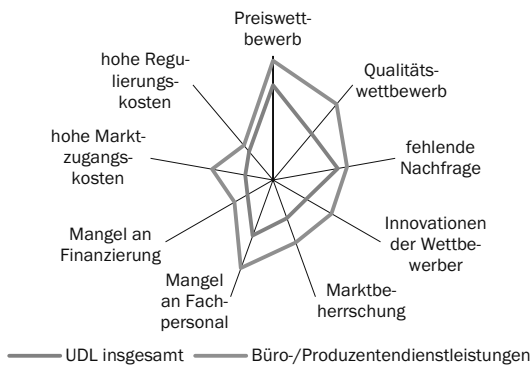 Preiswett-
bewerb
Qualitäts-
wettbewerb
fehlende
Nachfrage
Innovationen
der Wettbe-
werber
Marktbe-
herrschung
Mangel
an Fach-
personal
Mangel an
Finanzierung
hohe Markt-
zugangs-
kosten
hohe Regu-
lierungs-
kosten
UDL insgesamt
Büro-/Produzentendienstleistungen